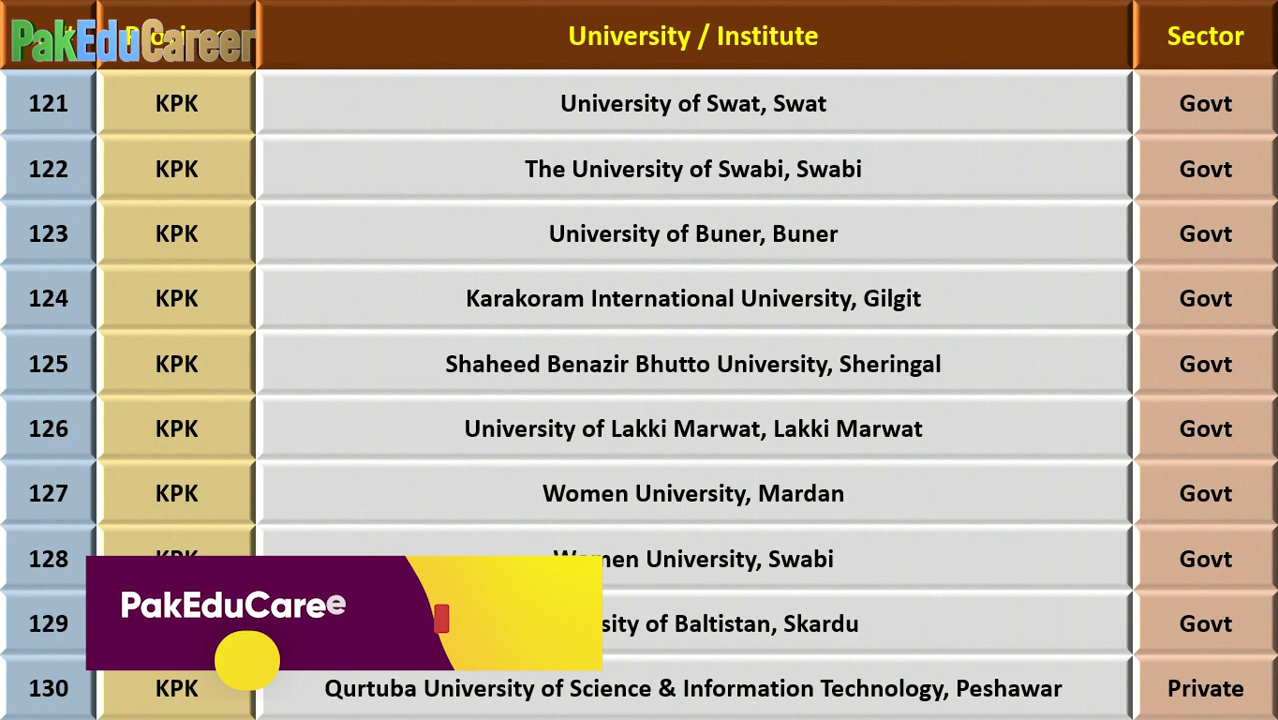 PakEduCareer
University / Institute Sector
121 KPK University of Swat, Swat Govt
122 KPK The University of Swabi, Swabi Govt
123 KPK University of Buner, Buner Govt
124 KPK Karakoram International University, Gilgit Govt
125 KPK Shaheed Benazir Bhutto University, Sheringal Govt
126 KPK University of Lakki Marwat, Lakki Marwat Govt
127 KPK Women University, Mardan Govt
128 KPK Women University, Swabi Govt
129 of Baltistan, Skardu Govt
PakEduCaree
130 KPK Qurtuba University of Science & Information Technology, Peshawar Private